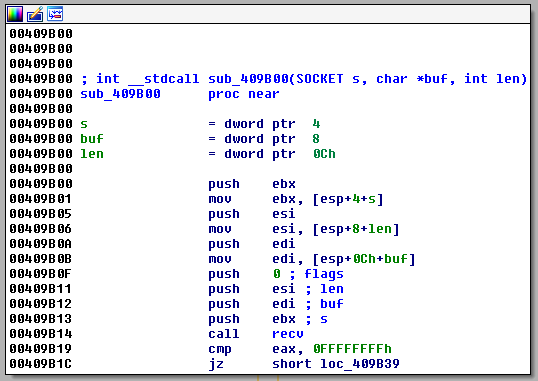 00409B00
00409B00
00409B00
00409B00 ; int __stdcall sub_409B00(SOCKET s, char *buf, int len)
00409B00 sub_409B00      proc near
00409B00
00409B00 s               = dword ptr  4
00409B00 buf             = dword ptr  8
00409B00 len             = dword ptr  0Ch
00409B00
00409B00                 push    ebx
00409B01                 mov     ebx, [esp+4+s]
00409B05                 push    esi
00409B06                 mov     esi, [esp+8+len]
00409B0A                 push    edi
00409B0B                 mov     edi, [esp+0Ch+buf]
00409B0F                 push    0 ; flags
00409B11                 push    esi ; len
00409B12                 push    edi ; buf
00409B13                 push    ebx ; s
00409B14                 call    recv
00409B19                 cmp     eax, 0FFFFFFFFh
00409B1C                 jz      short loc_409B39